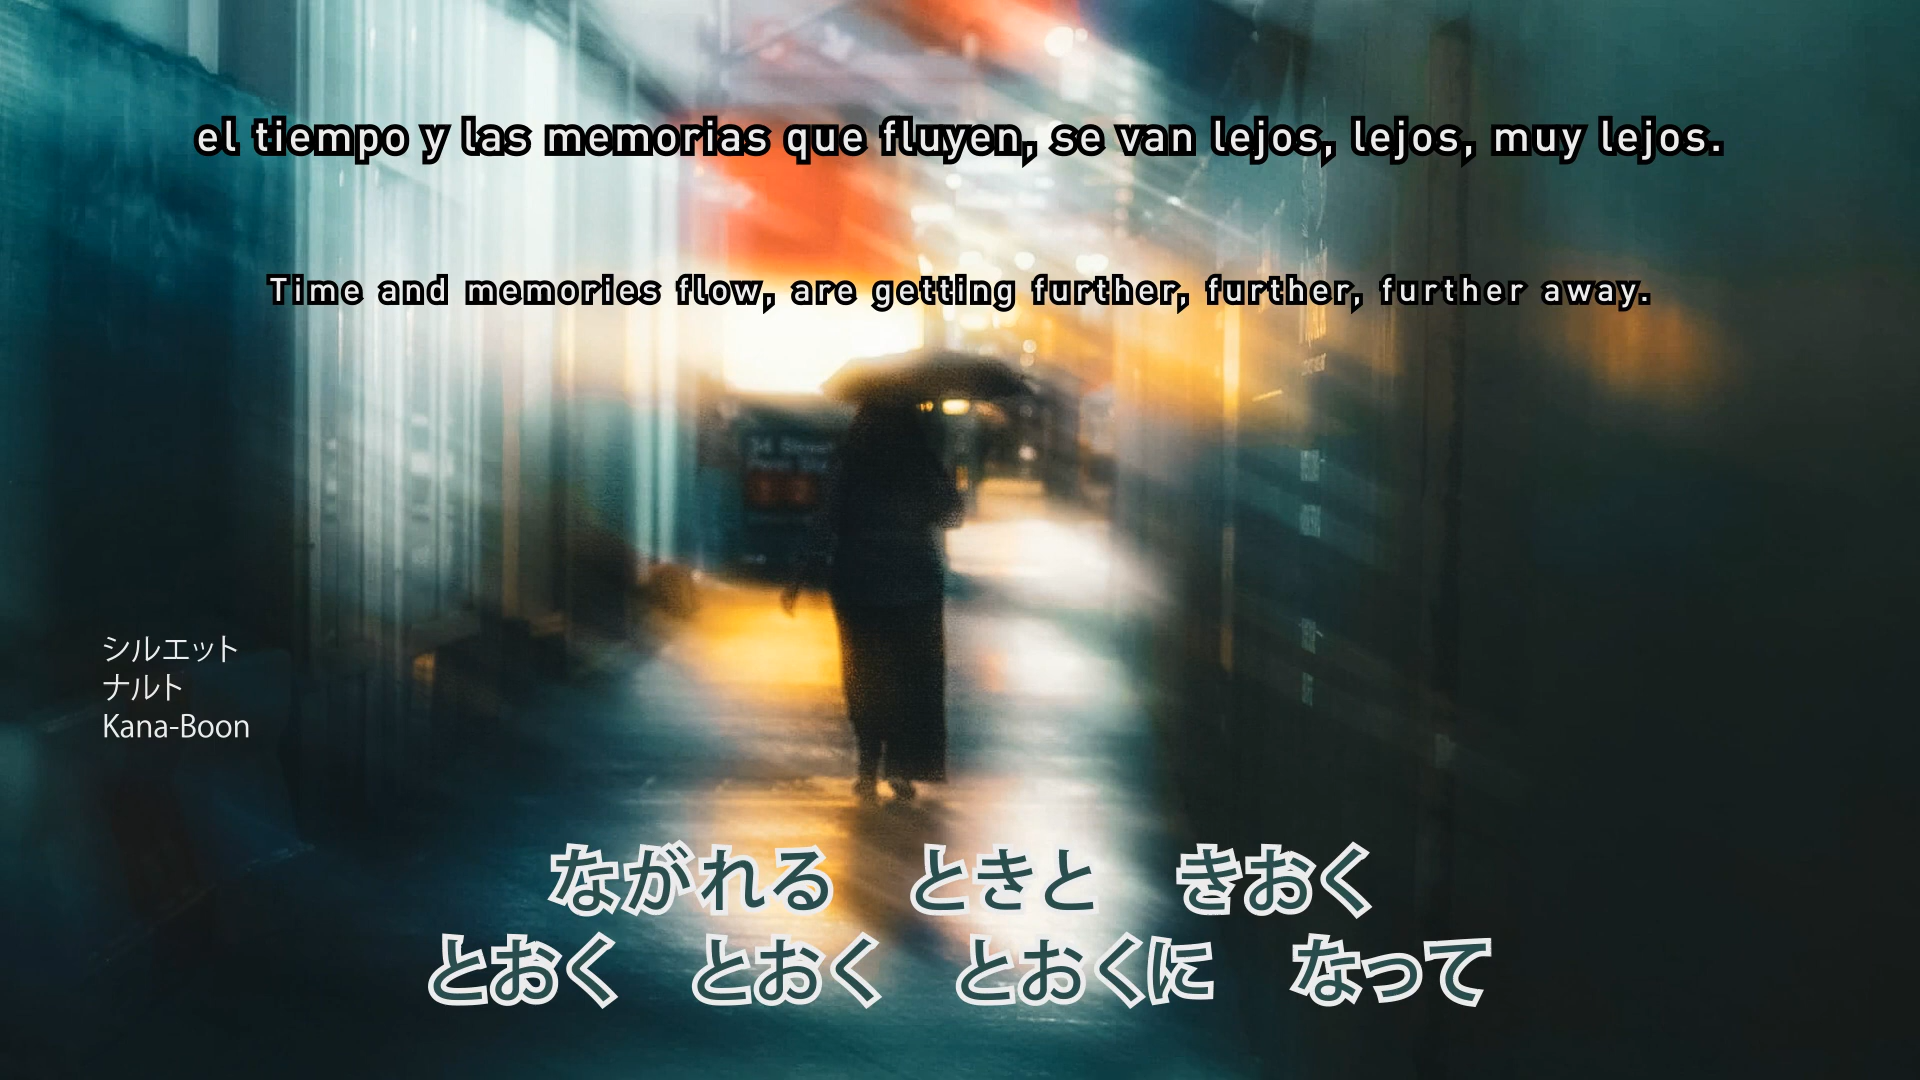 el tiempo y las memorias que fluyen, se van lejos, lejos, muy lejos.
Time and memories flow, are getting further, further, further away.
シルエット
ナルト
Kana-Boon
ながれる　ときと　きおく
とおく　とおく　とおくに　なって